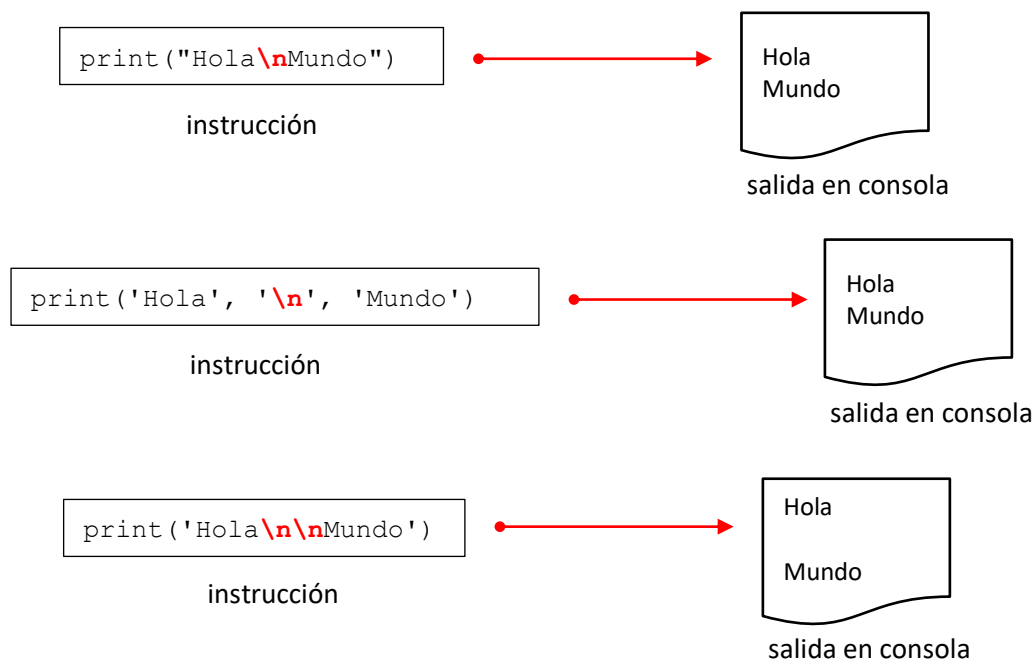 print("Hola\nMundo")
Hola
Mundo
instrucción
salida en consola
print('Hola', '\n', 'Mundo')
Hola
Mundo
instrucción
salida en consola
print('Hola\n\nMundo')
Hola
Mundo
instrucción
salida en consola